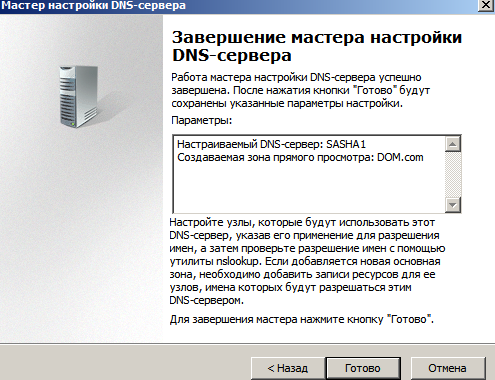 Мастер настройки DNS-сервера
Завершение мастера настройки
DNS-сервера
Работа мастера настройки DNS-сервера успешно
завершена. После нажатия кнопки "Готово" будут
сохранены указанные параметры настройки.
Параметры:
Настраиваемый DNS-сервер: SASHA1
Создаваемая зона прямого просмотра: DOM.com
Настройте узлы, которые будут использовать этот
DNS-сервер, указав его применение для разрешения
имен, а затем проверьте разрешение имен с помощью
утилиты nslookup. Если добавляется новая основная
зона, необходимо добавить записи ресурсов для ее
узлов, имена которых будут разрешаться этим
DNS-сервером.
Для завершения мастера нажмите кнопку "Готово".
< Назад
Готово
Отмена